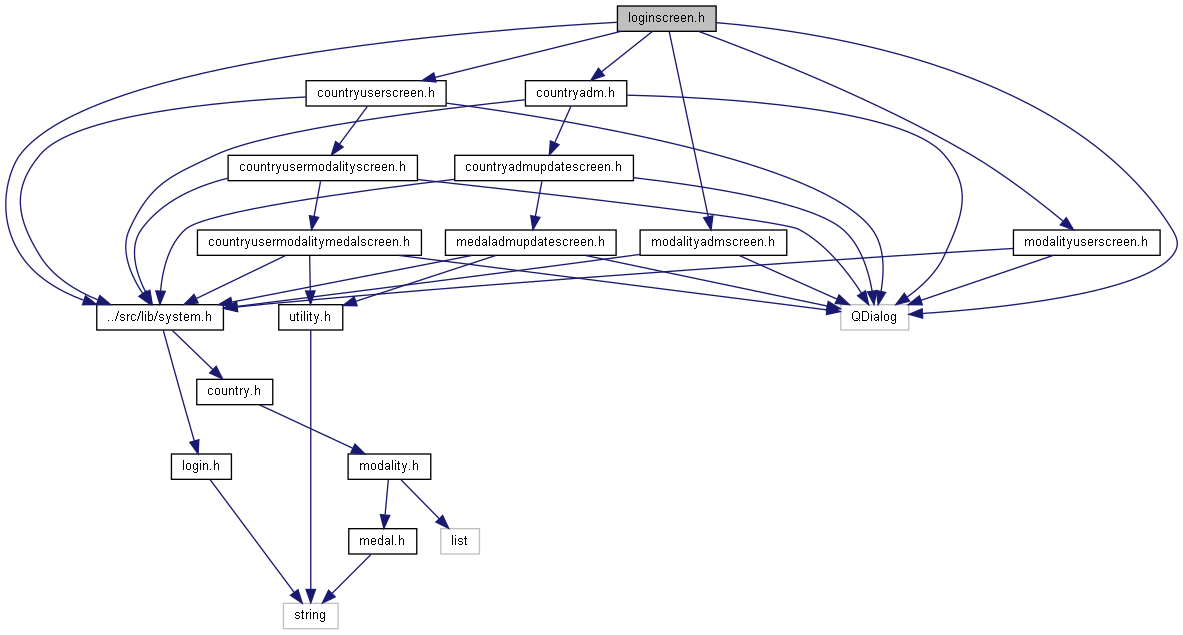 loginscreen.h
countryuserscreen.h
countryadm.h
countryusermodalityscreen.h
countryadmupdatescreen.h
countryusermodalitymedalscreen.h
medaladmupdatescreen.h
modalityadmscreen.h
modalityuserscreen.h
../src/lib/system.h
utility.h
QDialog
country.h
login.h
modality.h
medal.h
list
string